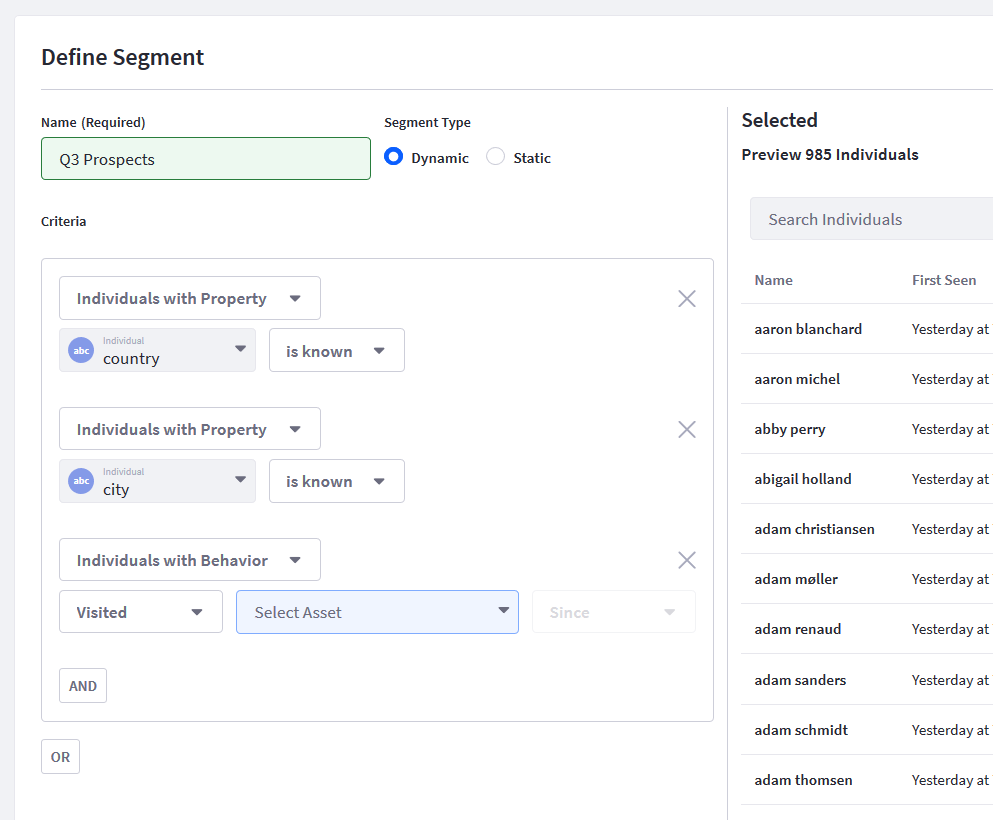 Define Segment
Name (Required)
Segment Type
Q3 Prospects
Dynamic
Static
Criteria
Individuals with Property
abc
Individual
country
is known
Individuals with Property
abc
Individual
city
is known
Individuals with Behavior
Visited
Select Asset
Since
AND
OR
Selected
Preview 985 Individuals
Search Individuals
Name First Seen
aaron blanchard Yesterday at
aaron michel Yesterday at
abby perry Yesterday at
abigail holland Yesterday at
adam christiansen Yesterday at
adam møller Yesterday at
adam renaud Yesterday at
adam sanders Yesterday at
adam schmidt Yesterday at
adam thomsen Yesterday at